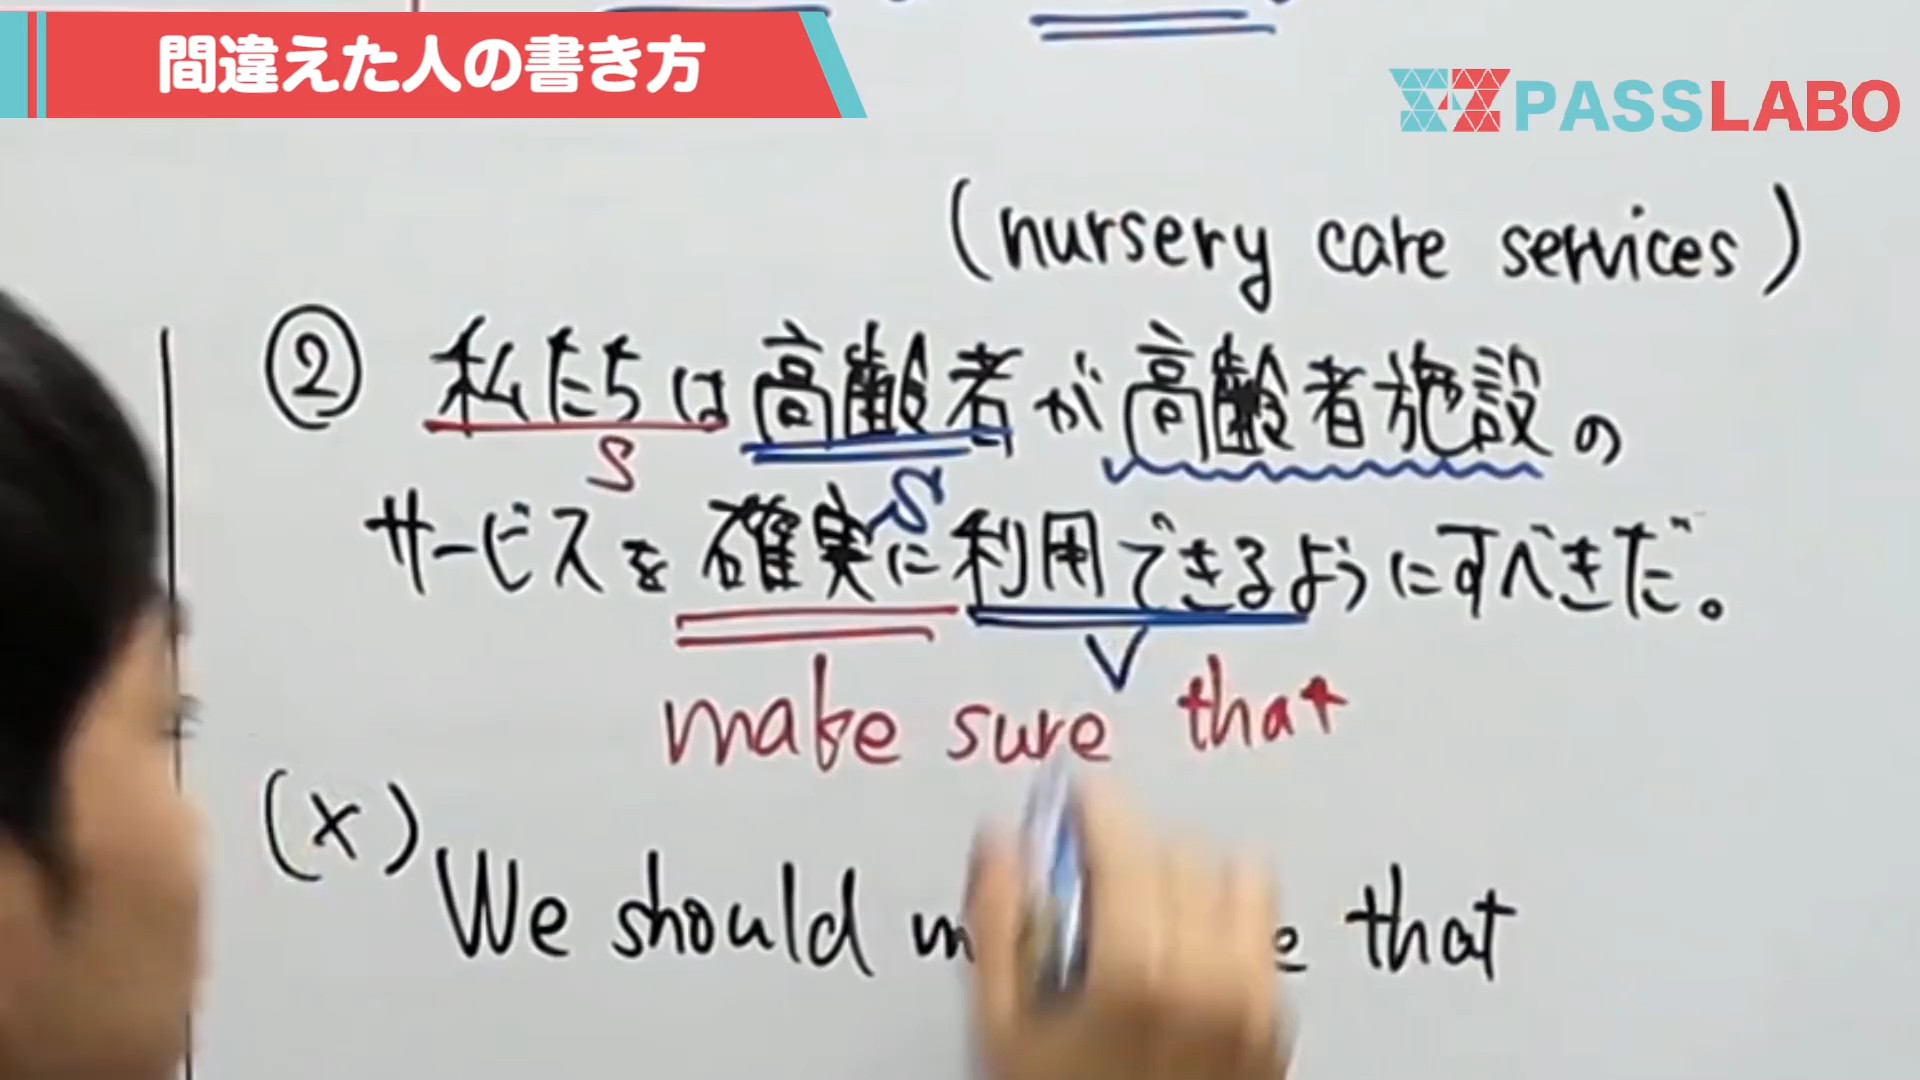 間違えた人の書き方
PASSLABO
(nursery care services)
② 私たちは高齢者が高齢者施設の
S
サービスを確実に利用できるようにすべきだ。
S
V
make sure that
(×) We should that